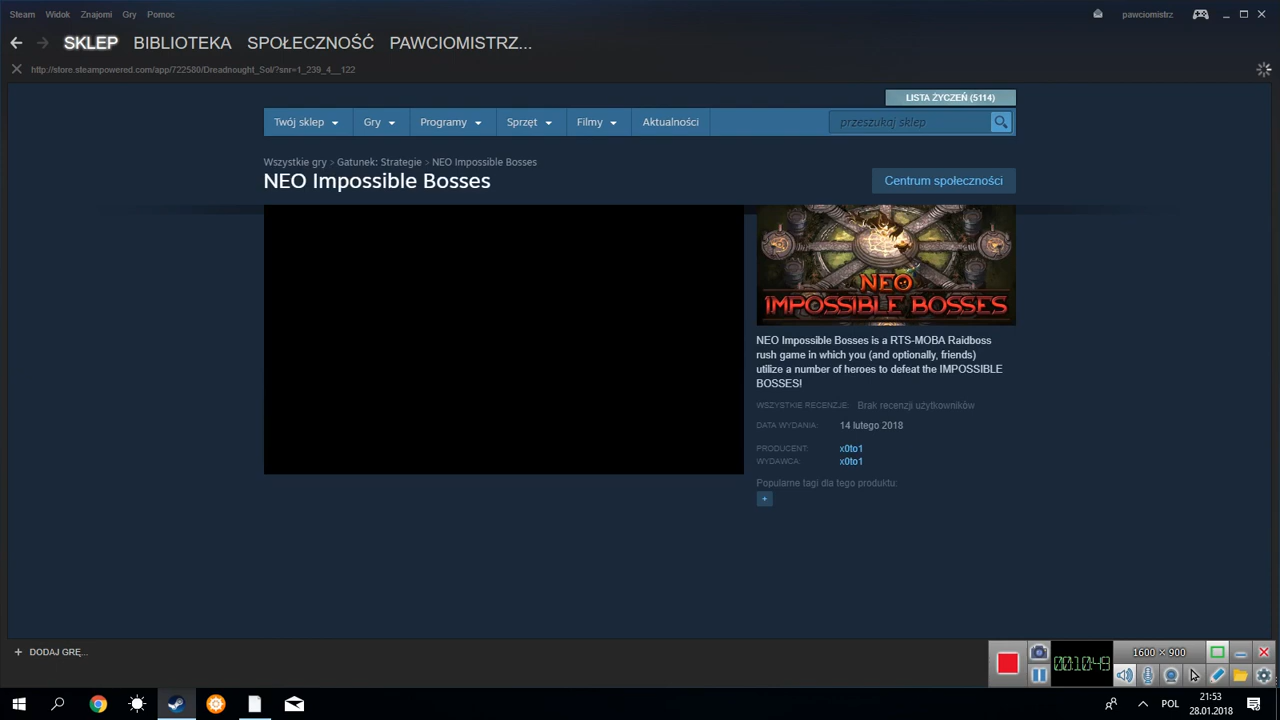 Steam Widok Znajomi Gry Pomoc pawciomistrz
SKLEP BIBLIOTEKA SPOŁECZNOŚĆ PAWCIOMISTRZ...
http://store.steampowered.com/app/722580/Dreadnought_Sol/?snr=1_239_4__122
LISTA ŻYCZEŃ (5114)
Twój sklep Gry Programy Sprzęt Filmy Aktualności przeszukaj sklep
Wszystkie gry > Gatunek: Strategie > NEO Impossible Bosses
NEO Impossible Bosses
Centrum społeczności
NEO
IMPOSSIBLE BOSSES
NEO Impossible Bosses is a RTS-MOBA Raidboss
rush game in which you (and optionally, friends)
utilize a number of heroes to defeat the IMPOSSIBLE
BOSSES!
WSZYSTKIE RECENZJE: Brak recenzji użytkowników
DATA WYDANIA: 14 lutego 2018
PRODUCENT: x0to1
WYDAWCA: x0to1
Popularne tagi dla tego produktu:
+
+ DODAJ GRĘ...
00:10:49
1600 × 900
POL
21:53
28.01.2018